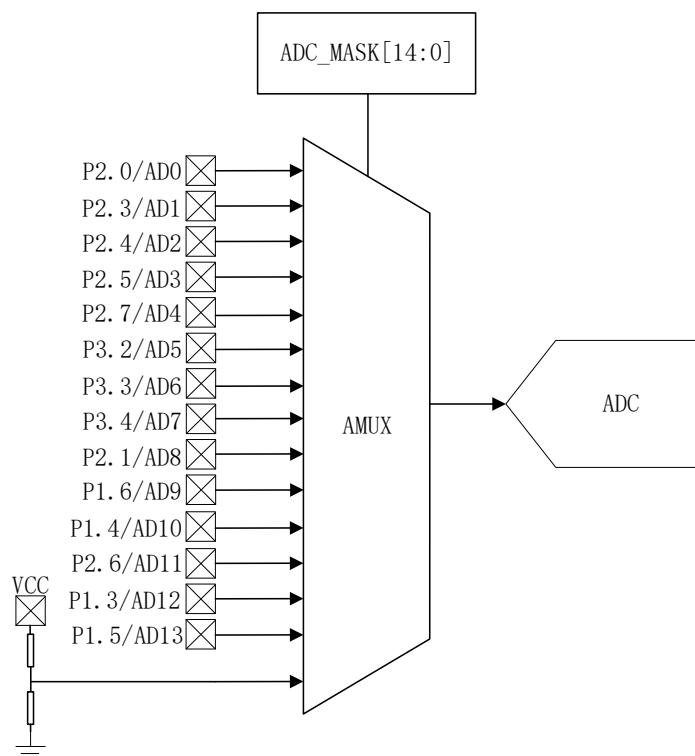 ADC_MASK[14:0]
P2.0/AD0
P2.3/AD1
P2.4/AD2
P2.5/AD3
P2.7/AD4
P3.2/AD5
P3.3/AD6
P3.4/AD7
P2.1/AD8
P1.6/AD9
P1.4/AD10
P2.6/AD11
P1.3/AD12
P1.5/AD13
VCC
AMUX
ADC